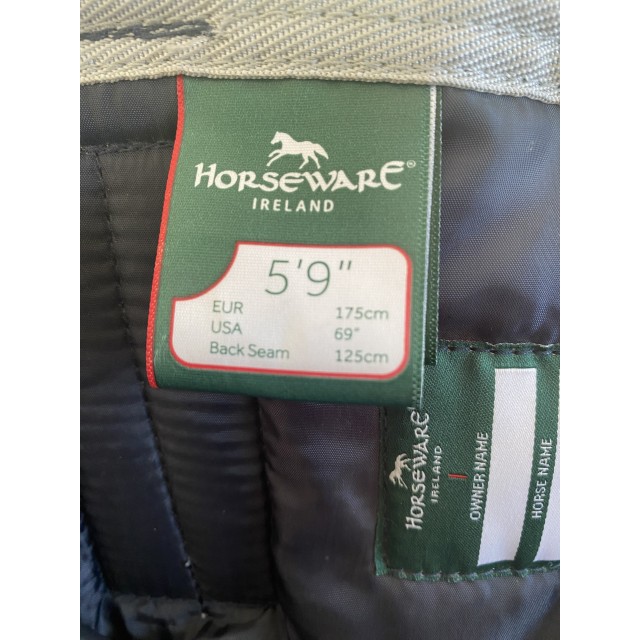 HORSEWARE®
IRELAND
5'9"
EUR 175cm
USA 69"
Back Seam 125cm
HORSEWARE
IRELAND
OWNER NAME
HORSE NAME